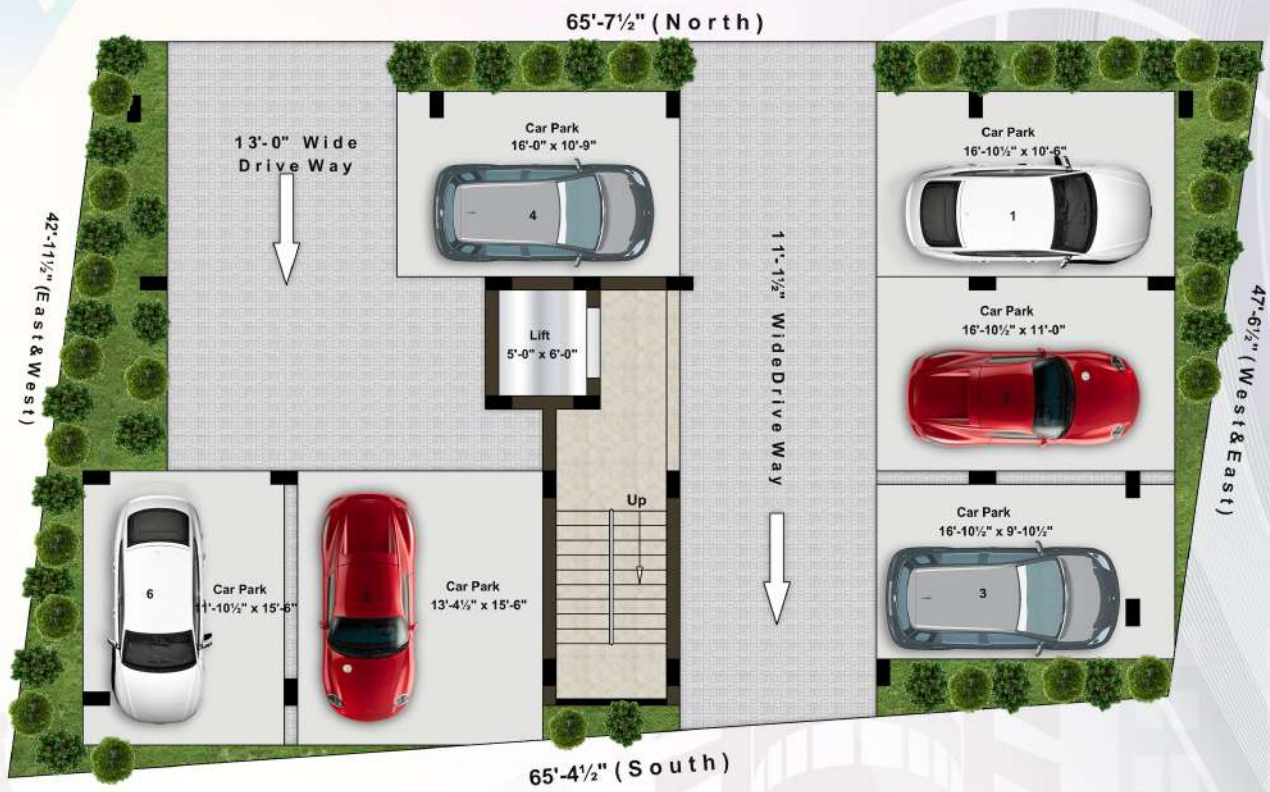 65'-7½" (North)
13'-0" Wide
Drive Way
Car Park
16'-0" x 10'-9"
4
Car Park
16'-10½" x 10'-6"
1
42'-11½" (East&West)
11'-1½" WideDrive Way
Lift
5'-0" x 6'-0"
Car Park
16'-10½" x 11'-0"
47'-6½" (West&East)
Up
Car Park
16'-10½" x 9'-10½"
3
6
Car Park
11'-10½" x 15'-6"
Car Park
13'-4½" x 15'-6"
65'-4½" (South)